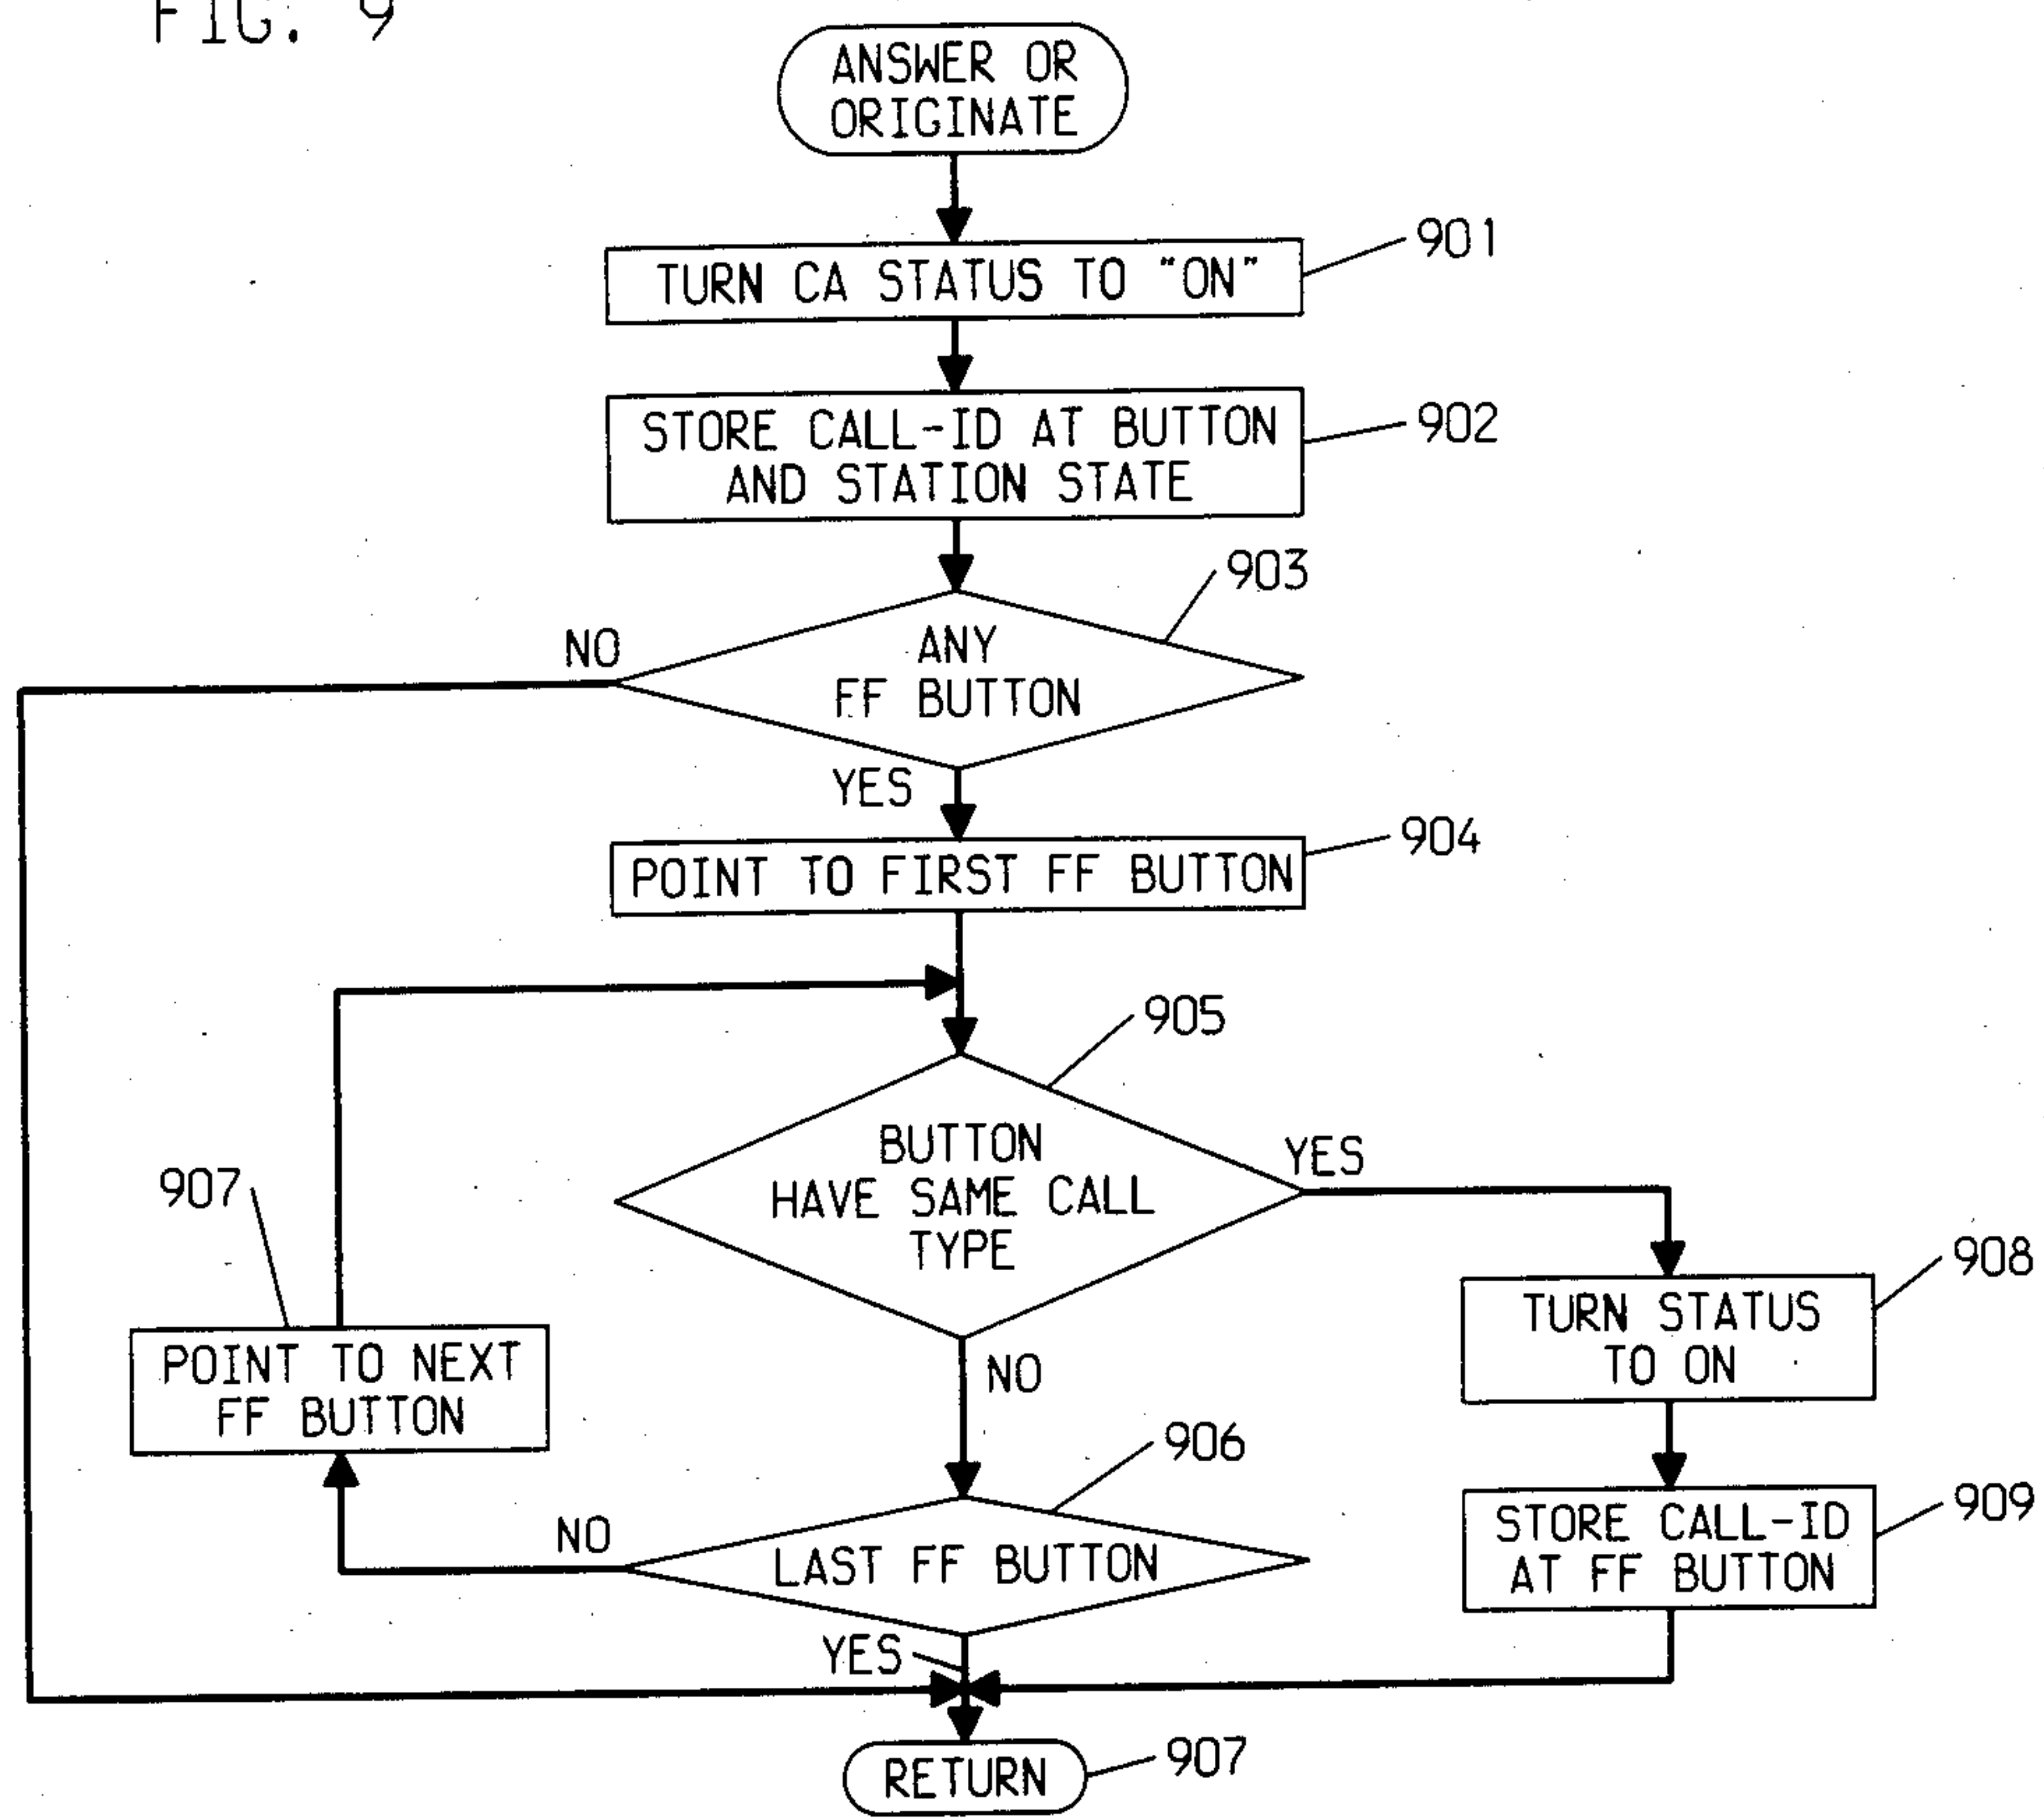 FIG. 9
ANSWER OR
ORIGINATE
TURN CA STATUS TO "ON"
901
STORE CALL-ID AT BUTTON
AND STATION STATE
902
903
ANY
FF BUTTON
NO
YES
POINT TO FIRST FF BUTTON
904
905
BUTTON
HAVE SAME CALL
TYPE
YES
NO
907
POINT TO NEXT
FF BUTTON
908
TURN STATUS
TO ON
906
LAST FF BUTTON
NO
YES
909
STORE CALL-ID
AT FF BUTTON
RETURN
907